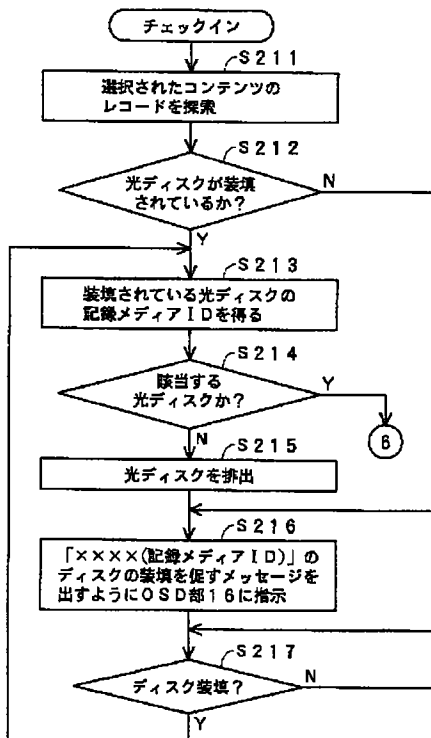 チェックイン
S211
選択されたコンテンツの
レコードを探索
S212
光ディスクが装填
されているか?
N
Y
S213
装填されている光ディスクの
記録メディアIDを得る
S214
該当する
光ディスクか?
Y
6
N
S215
光ディスクを排出
S216
「××××(記録メディアID)」の
ディスクの装填を促すメッセージを
出すようにOSD部16に指示
S217
ディスク装填?
N
Y